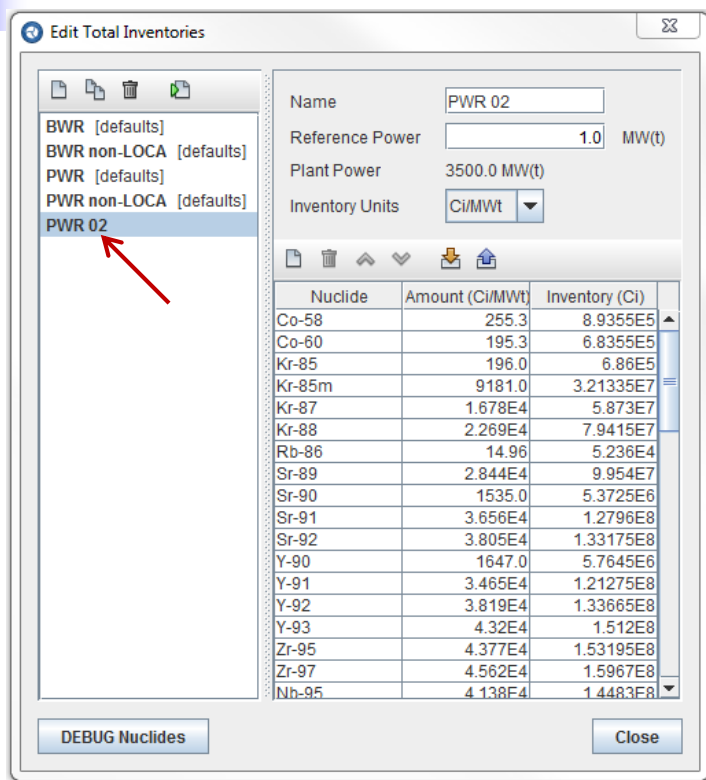 Edit Total Inventories
BWR [defaults]
BWR non-LOCA [defaults]
PWR [defaults]
PWR non-LOCA [defaults]
PWR 02
Name PWR 02
Reference Power 1.0 MW(t)
Plant Power 3500.0 MW(t)
Inventory Units Ci/MWt
Nuclide Amount (Ci/MWt) Inventory (Ci)
Co-58 255.3 8.9355E5
Co-60 195.3 6.8355E5
Kr-85 196.0 6.86E5
Kr-85m 9181.0 3.21335E7
Kr-87 1.678E4 5.873E7
Kr-88 2.269E4 7.9415E7
Rb-86 14.96 5.236E4
Sr-89 2.844E4 9.954E7
Sr-90 1535.0 5.3725E6
Sr-91 3.656E4 1.2796E8
Sr-92 3.805E4 1.33175E8
Y-90 1647.0 5.7645E6
Y-91 3.465E4 1.21275E8
Y-92 3.819E4 1.33665E8
Y-93 4.32E4 1.512E8
Zr-95 4.377E4 1.53195E8
Zr-97 4.562E4 1.5967E8
Nb-95 4.138E4 1.4483E8
DEBUG Nuclides Close